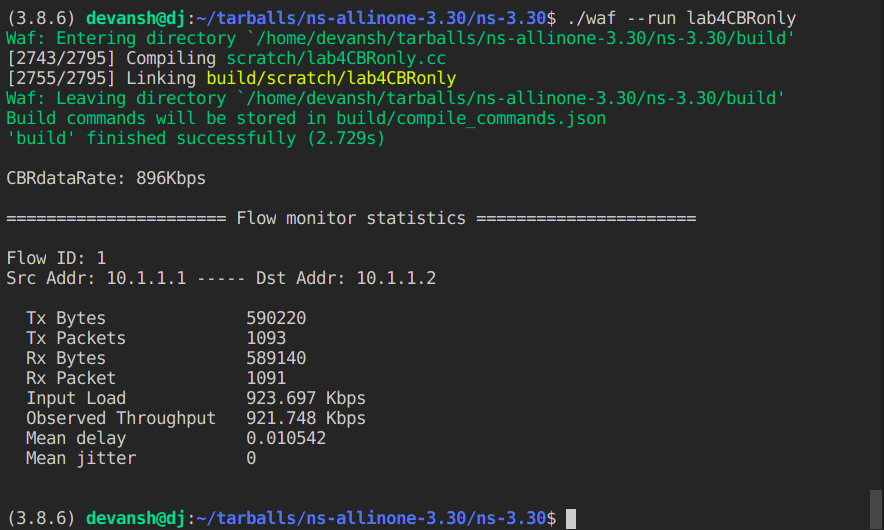 (3.8.6) devansh@dj:~/tarballs/ns-allinone-3.30/ns-3.30$ ./waf --run lab4CBRonly
Waf: Entering directory `/home/devansh/tarballs/ns-allinone-3.30/ns-3.30/build'
[2743/2795] Compiling scratch/lab4CBRonly.cc
[2755/2795] Linking build/scratch/lab4CBRonly
Waf: Leaving directory `/home/devansh/tarballs/ns-allinone-3.30/ns-3.30/build'
Build commands will be stored in build/compile_commands.json
'build' finished successfully (2.729s)
CBRdataRate: 896Kbps
====================== Flow monitor statistics ======================
Flow ID: 1
Src Addr: 10.1.1.1 ----- Dst Addr: 10.1.1.2
Tx Bytes 590220
Tx Packets 1093
Rx Bytes 589140
Rx Packet 1091
Input Load 923.697 Kbps
Observed Throughput 921.748 Kbps
Mean delay 0.010542
Mean jitter 0
(3.8.6) devansh@dj:~/tarballs/ns-allinone-3.30/ns-3.30$